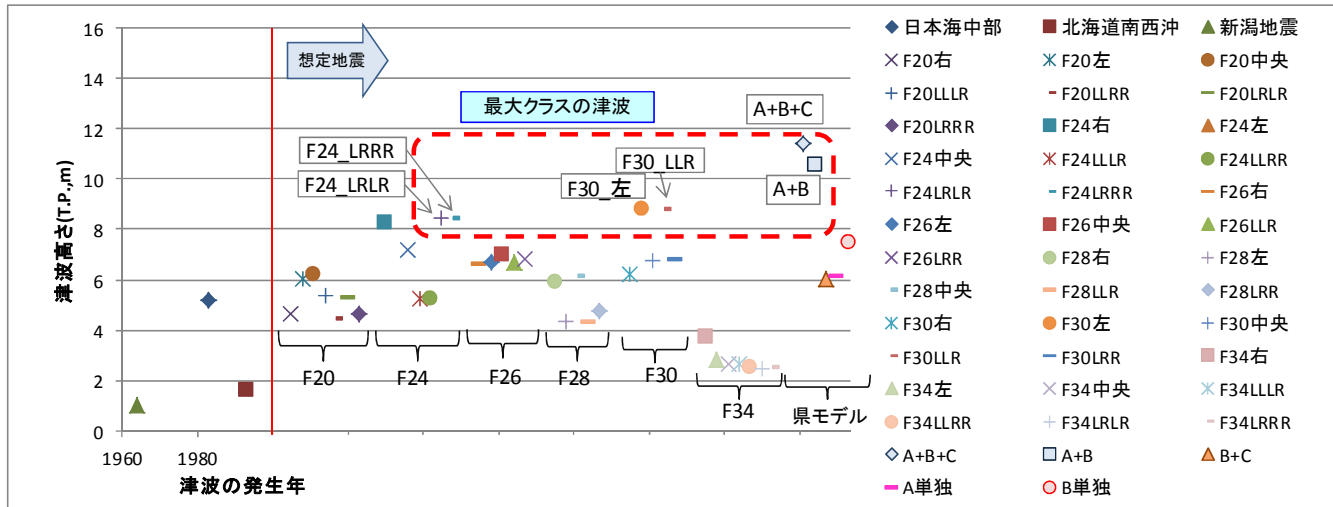 16
14
12
10
8
6
4
2
0
津波高さ(T.P.,m)
1960
1980
津波の発生年
想定地震
最大クラスの津波
A+B+C
A+B
F24_LRRR
F24_LRLR
F30_左
F30_LLR
F20
F24
F26
F28
F30
F34
県モデル
日本海中部 北海道南西沖 新潟地震
F20右 F20左 F20中央
F20LLLR F20LLRR F20LRLR
F20LRRR F24右 F24左
F24中央 F24LLLR F24LLRR
F24LRLR F24LRRR F26右
F26左 F26中央 F26LLR
F26LRR F28右 F28左
F28中央 F28LLR F28LRR
F30右 F30左 F30中央
F30LLR F30LRR F34右
F34左 F34中央 F34LLLR
F34LLRR F34LRLR F34LRRR
A+B+C A+B B+C
A単独 B単独